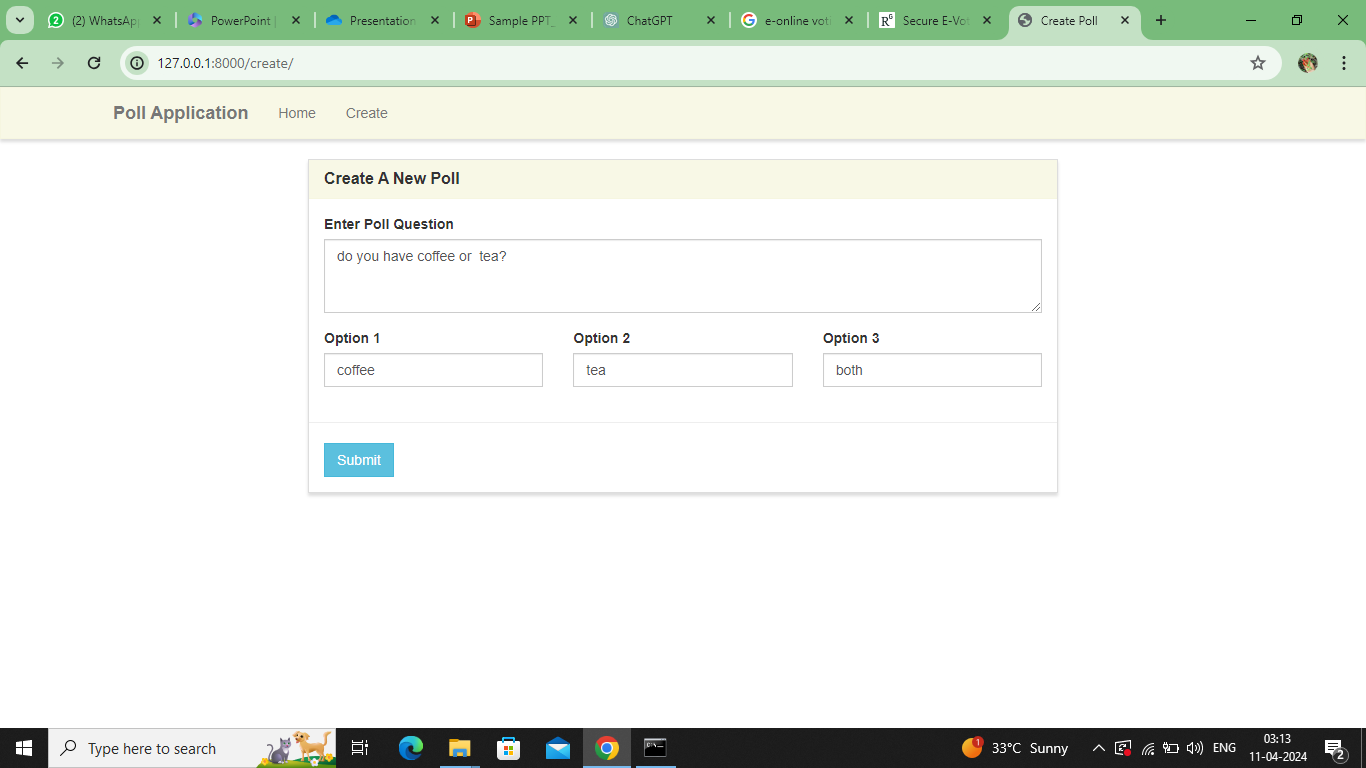 (2) WhatsAp
PowerPoint
Presentation
Sample PPT_
ChatGPT
e-online voti
Secure E-Vot
Create Poll
127.0.0.1:8000/create/
Poll Application Home Create
Create A New Poll
Enter Poll Question
do you have coffee or  tea?
Option 1 Option 2 Option 3
coffee tea both
Submit
Type here to search
33°C Sunny
ENG
03:13
11-04-2024
2